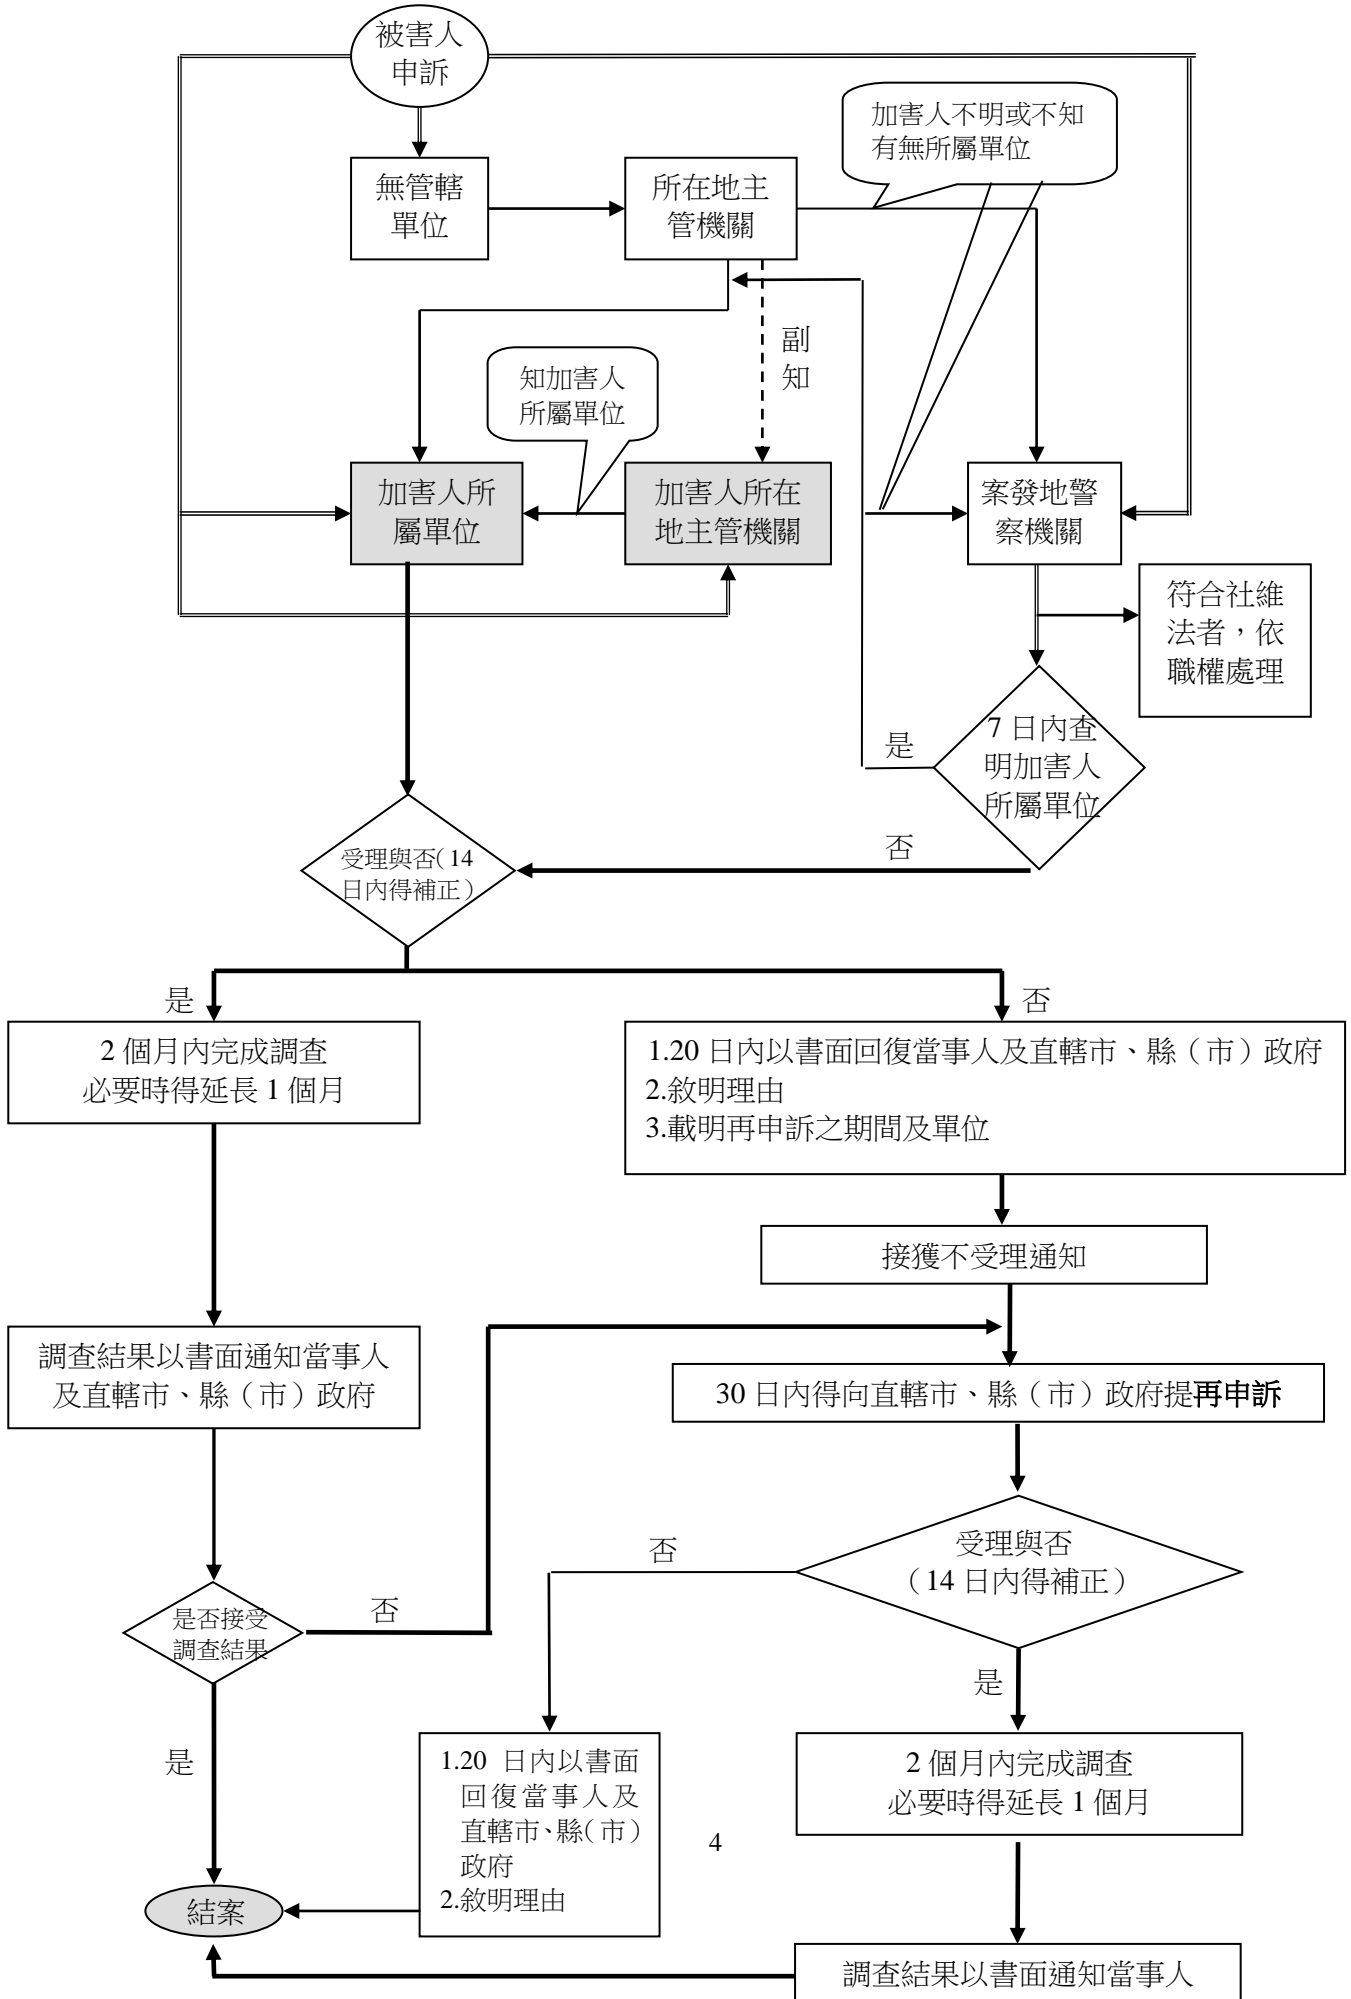 被害人
申訴
加害人不明或不知
有無所屬單位
無管轄
單位
所在地主
管機關
副
知
知加害人
所屬單位
加害人所
屬單位
加害人所在
地主管機關
案發地警
察機關
符合社維
法者，依
職權處理
7 日內查
明加害人
所屬單位
是
否
受理與否（14
日內得補正）
是
否
2 個月內完成調查
必要時得延長 1 個月
1.20 日內以書面回復當事人及直轄市、縣（市）政府
2.敘明理由
3.載明再申訴之期間及單位
接獲不受理通知
調查結果以書面通知當事人
及直轄市、縣（市）政府
30 日內得向直轄市、縣（市）政府提再申訴
受理與否
（14 日內得補正）
否
是否接受
調查結果
否
是
是
1.20 日內以書面
回復當事人及
直轄市、縣（市）
政府
2.敘明理由
2 個月內完成調查
必要時得延長 1 個月
4
結案
調查結果以書面通知當事人